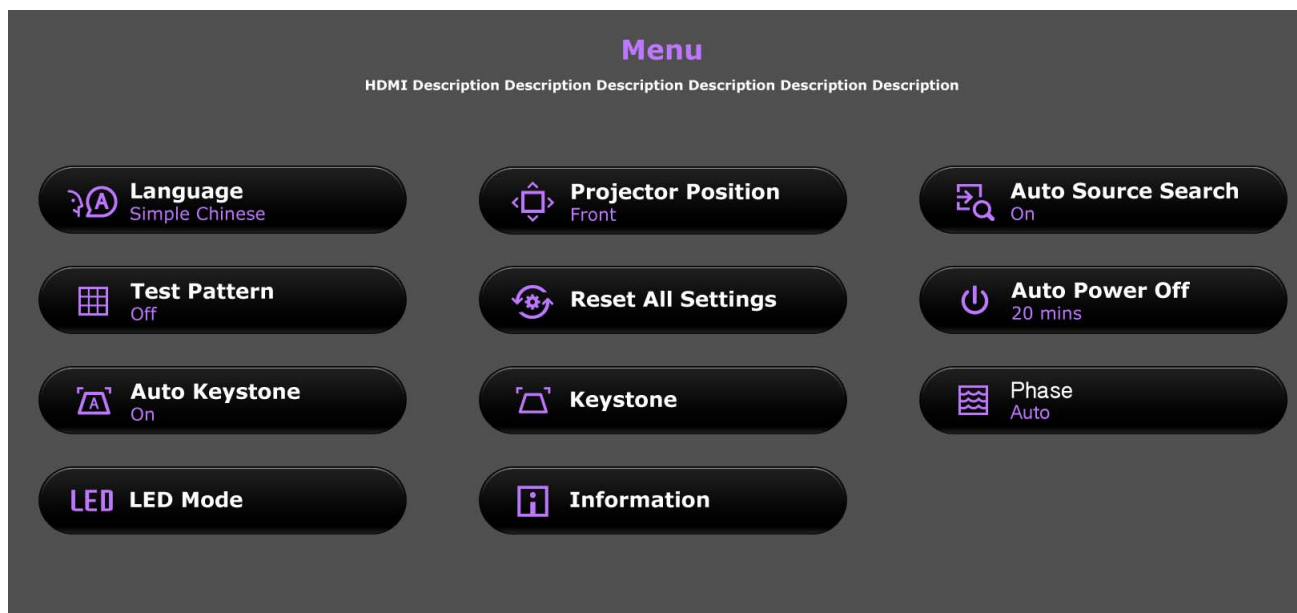 Menu
HDMI Description Description Description Description Description Description
A
Language
Simple Chinese
Projector Position
Front
Auto Source Search
On
Test Pattern
Off
Reset All Settings
Auto Power Off
20 mins
A
Auto Keystone
On
Keystone
Phase
Auto
LED
LED Mode
Information